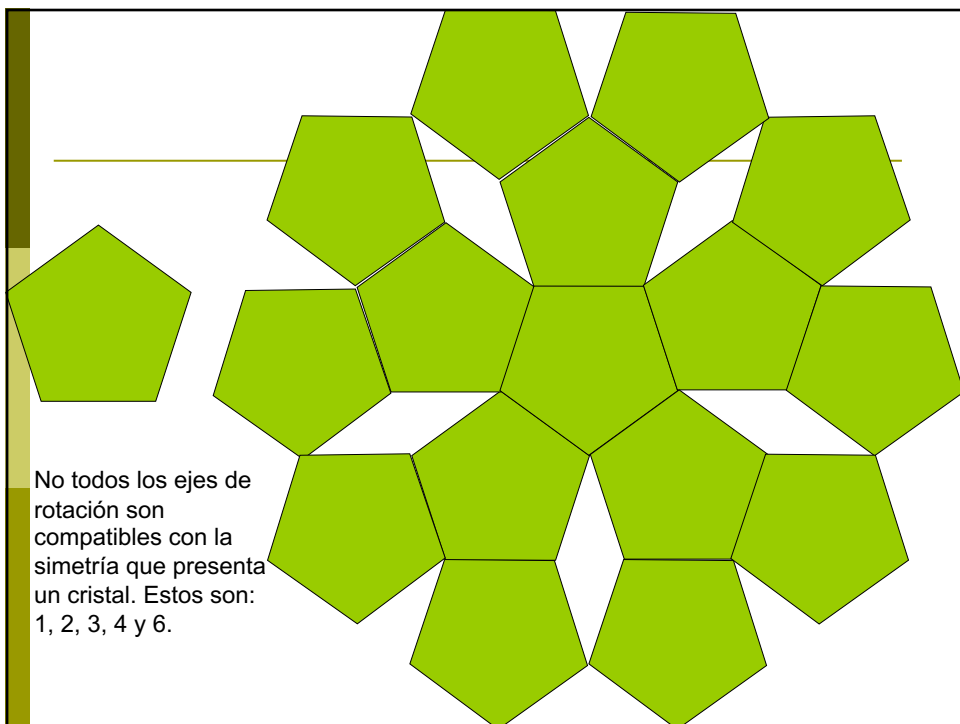 No todos los ejes de
rotación son
compatibles con la
simetría que presenta
un cristal. Estos son:
1, 2, 3, 4 y 6.